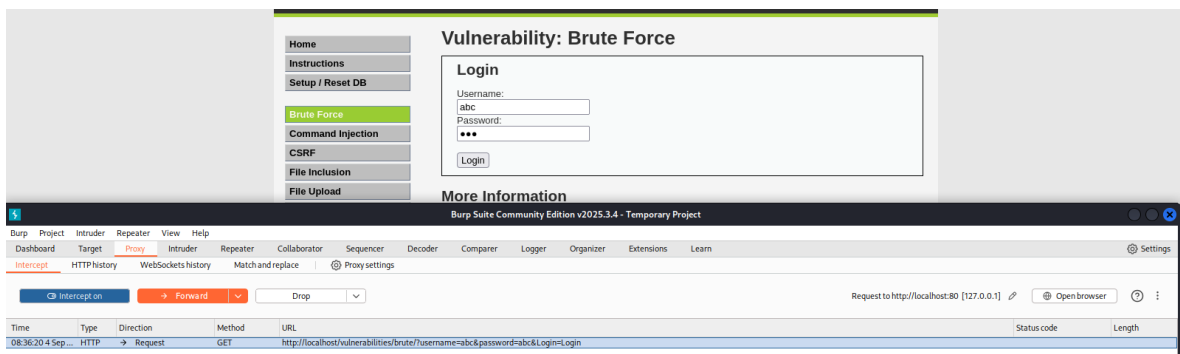 Home
Instructions
Setup / Reset DB
Brute Force
Command Injection
CSRF
File Inclusion
File Upload
Vulnerability: Brute Force
Login
Username:
abc
Password:
•••
Login
More Information
Burp Suite Community Edition v2025.3.4 - Temporary Project
Burp Project Intruder Repeater View Help
Dashboard Target Proxy Intruder Repeater Collaborator Sequencer Decoder Comparer Logger Organizer Extensions Learn Settings
Intercept HTTP history WebSockets history Match and replace Proxy settings
Intercept on Forward Drop Request to http://localhost:80 [127.0.0.1] Open browser
Time Type Direction Method URL Status code Length
08:36:20 4 Sep ... HTTP → Request GET http://localhost/vulnerabilities/brute/?username=abc&password=abc&Login=Login